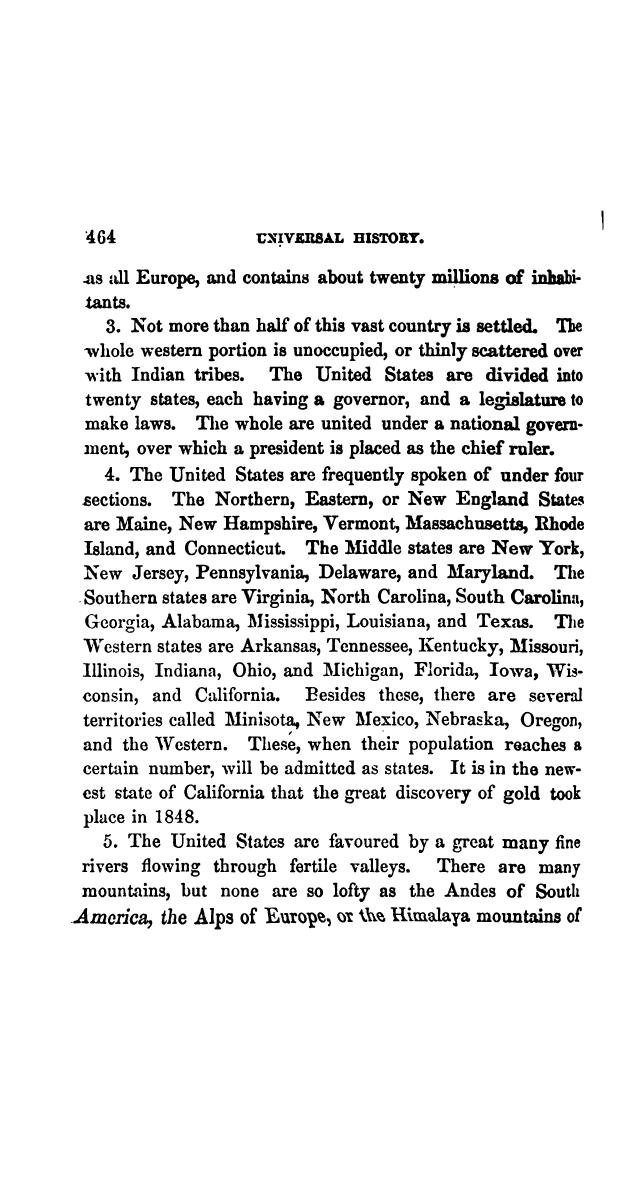 464 UNIVERSAL HISTORY.
as all Europe, and contains about twenty millions of inhabi-
tants.
3. Not more than half of this vast country is settled. The
whole western portion is unoccupied, or thinly scattered over
with Indian tribes. The United States are divided into
twenty states, each having a governor, and a legislature to
make laws. The whole are united under a national govern-
ment, over which a president is placed as the chief ruler.
4. The United States are frequently spoken of under four
sections. The Northern, Eastern, or New England States
are Maine, New Hampshire, Vermont, Massachusetts, Rhode
Island, and Connecticut. The Middle states are New York,
New Jersey, Pennsylvania, Delaware, and Maryland. The
Southern states are Virginia, North Carolina, South Carolina,
Georgia, Alabama, Mississippi, Louisiana, and Texas. The
Western states are Arkansas, Tennessee, Kentucky, Missouri,
Illinois, Indiana, Ohio, and Michigan, Florida, Iowa, Wis-
consin, and California. Besides these, there are several
territories called Minisota, New Mexico, Nebraska, Oregon,
and the Western. These, when their population reaches a
certain number, will be admitted as states. It is in the new-
est state of California that the great discovery of gold took
place in 1848.
5. The United States are favoured by a great many fine
rivers flowing through fertile valleys. There are many
mountains, but none are so lofty as the Andes of South
America, the Alps of Europe, or the Himalaya mountains of